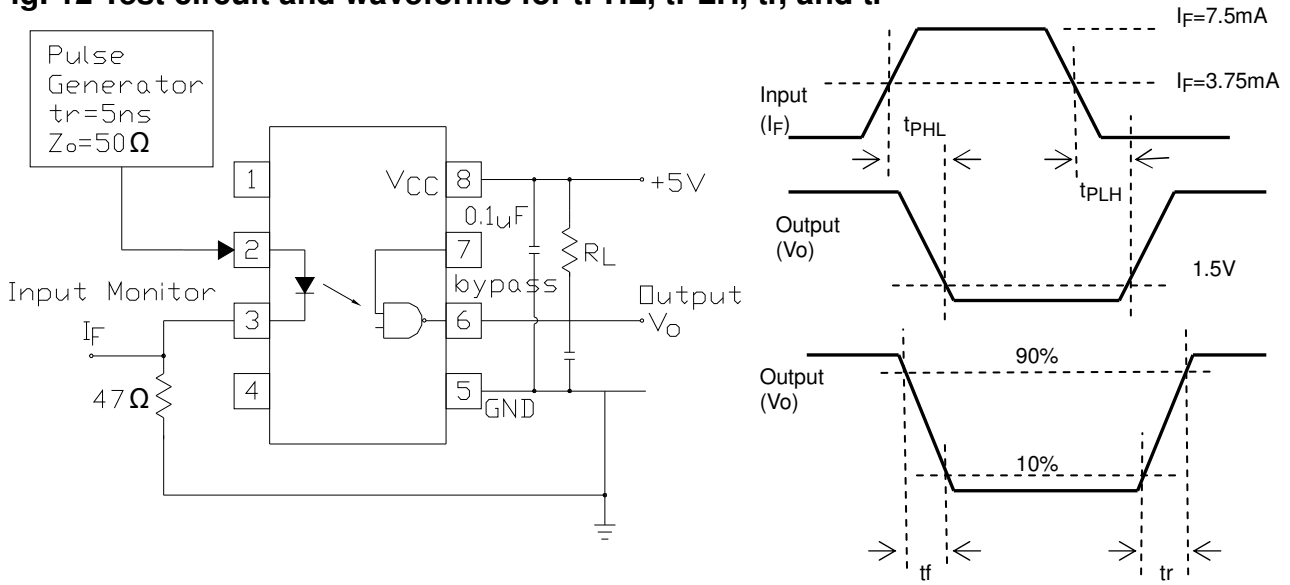 Fig. 12 Test circuit and waveforms for tPHL, tPLH, tr, and tf
Pulse
Generator
tr=5ns
Zo=50Ω
1
2
3
4
VCC 8
7
6
5
GND
0.1uF
bypass
RL
+5V
Output
Vo
Input Monitor
IF
47Ω
Input
(IF)
IF=7.5mA
IF=3.75mA
tPHL
tPLH
Output
(Vo)
1.5V
Output
(Vo)
90%
10%
tf
tr